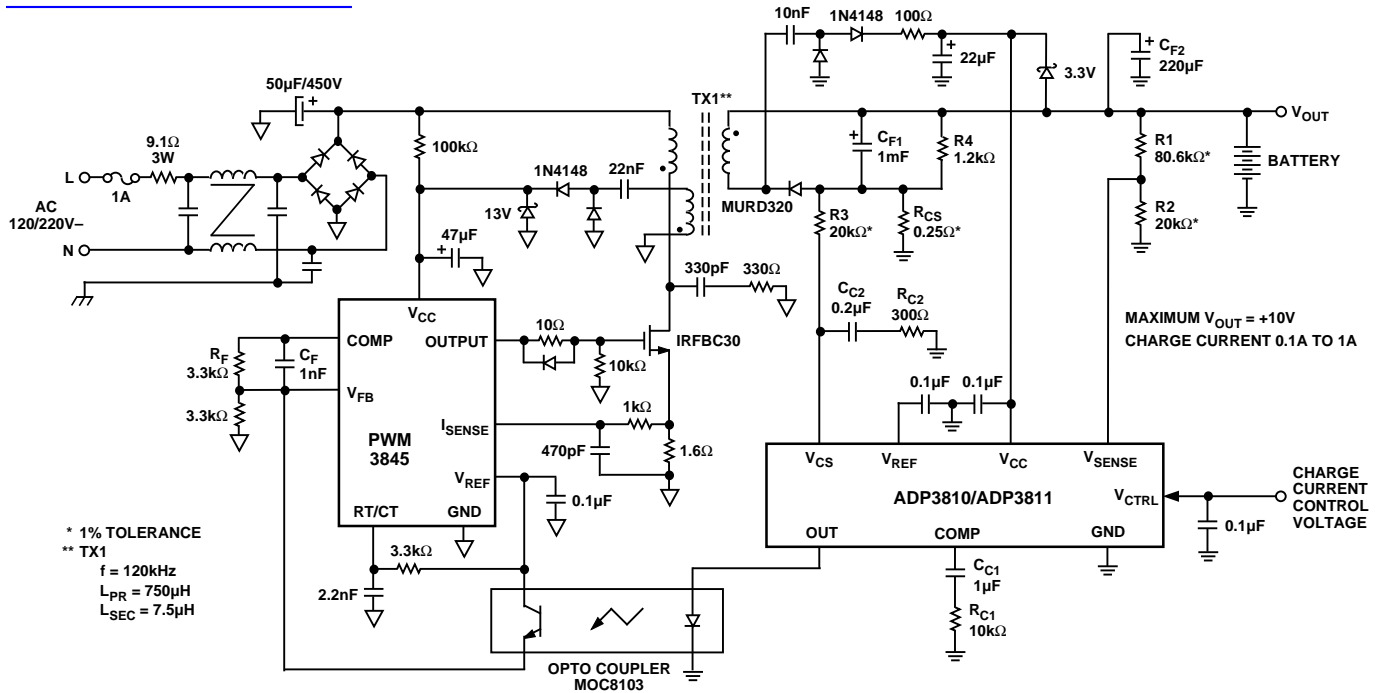 10nF
1N4148
100Ω
+
22µF
3.3V
+
CF2
220µF
50µF/450V
+
TX1**
VOUT
9.1Ω
3W
L
1A
100kΩ
+
CF1
1mF
R4
1.2kΩ
R1
80.6kΩ*
BATTERY
1N4148
22nF
AC
120/220V~
13V
MURD320
R3
20kΩ*
RCS
0.25Ω*
R2
20kΩ*
N
+
47µF
330pF
330Ω
CC2
0.2µF
RC2
300Ω
MAXIMUM VOUT = +10V
CHARGE CURRENT 0.1A TO 1A
VCC
COMP
OUTPUT
10Ω
IRFBC30
RF
3.3kΩ
CF
1nF
10kΩ
VFB
3.3kΩ
0.1µF
0.1µF
ISENSE
1kΩ
PWM
3845
470pF
1.6Ω
VREF
0.1µF
RT/CT
GND
VCS
VREF
VCC
VSENSE
ADP3810/ADP3811
VCTRL
CHARGE
CURRENT
CONTROL
VOLTAGE
0.1µF
OUT
COMP
GND
* 1% TOLERANCE
** TX1
f = 120kHz
LPR = 750µH
LSEC = 7.5µH
3.3kΩ
2.2nF
CC1
1µF
RC1
10kΩ
OPTO COUPLER
MOC8103